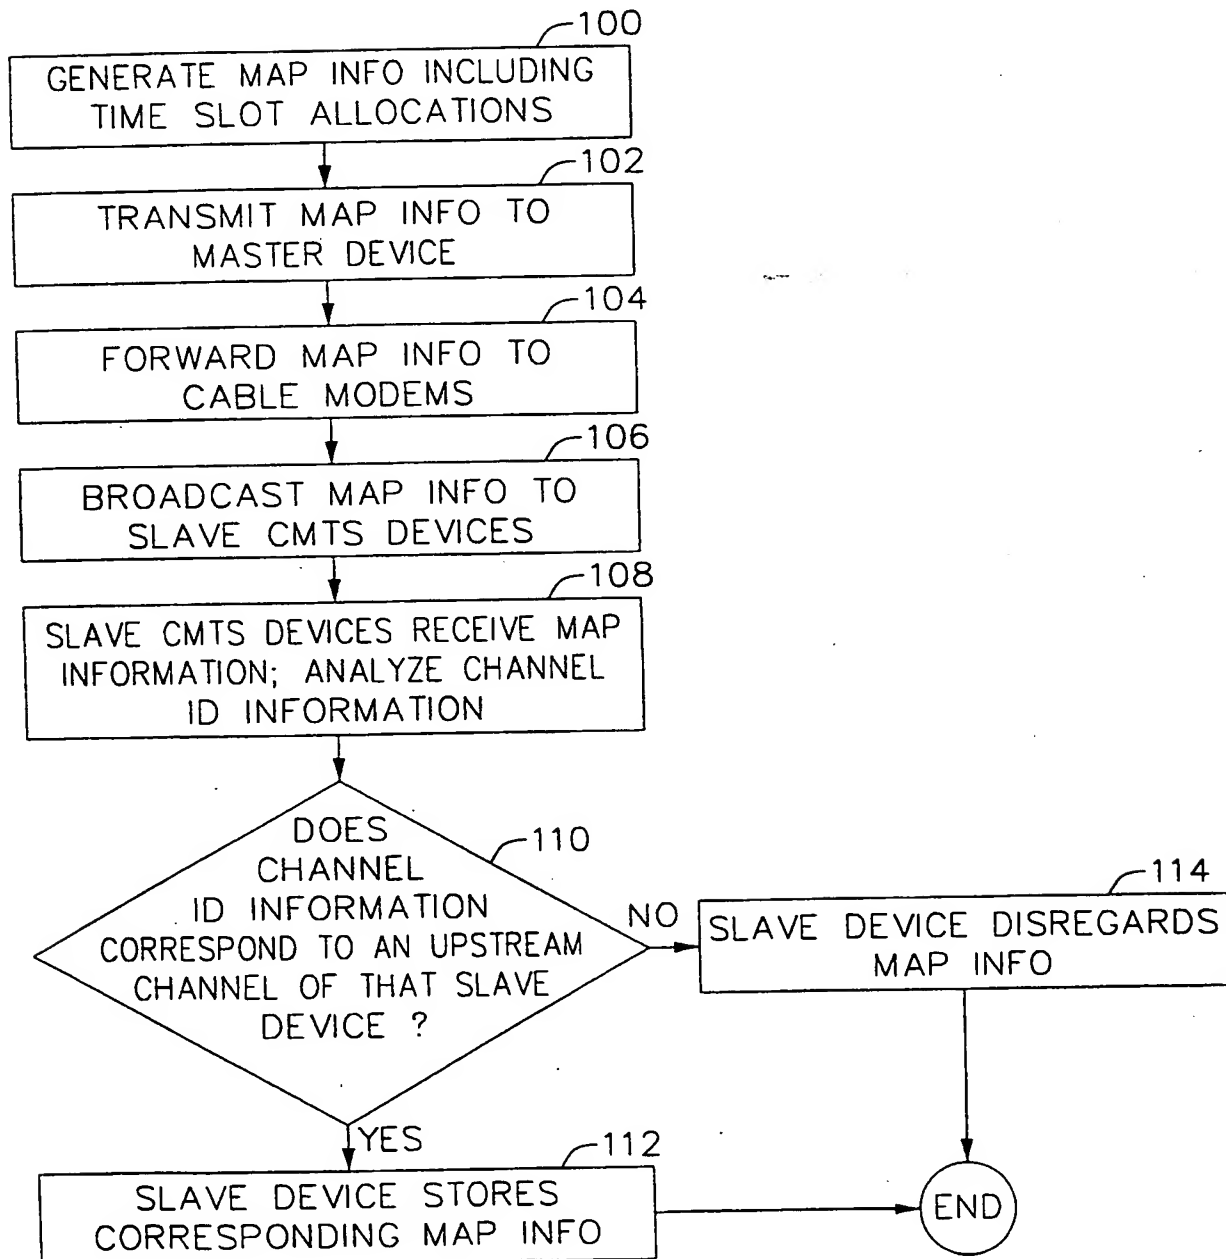 100
GENERATE MAP INFO INCLUDING
TIME SLOT ALLOCATIONS
102
TRANSMIT MAP INFO TO
MASTER DEVICE
104
FORWARD MAP INFO TO
CABLE MODEMS
106
BROADCAST MAP INFO TO
SLAVE CMTS DEVICES
108
SLAVE CMTS DEVICES RECEIVE MAP
INFORMATION; ANALYZE CHANNEL
ID INFORMATION
110
DOES
CHANNEL
ID INFORMATION
CORRESPOND TO AN UPSTREAM
CHANNEL OF THAT SLAVE
DEVICE ?
NO
114
SLAVE DEVICE DISREGARDS
MAP INFO
YES
112
SLAVE DEVICE STORES
CORRESPONDING MAP INFO
END